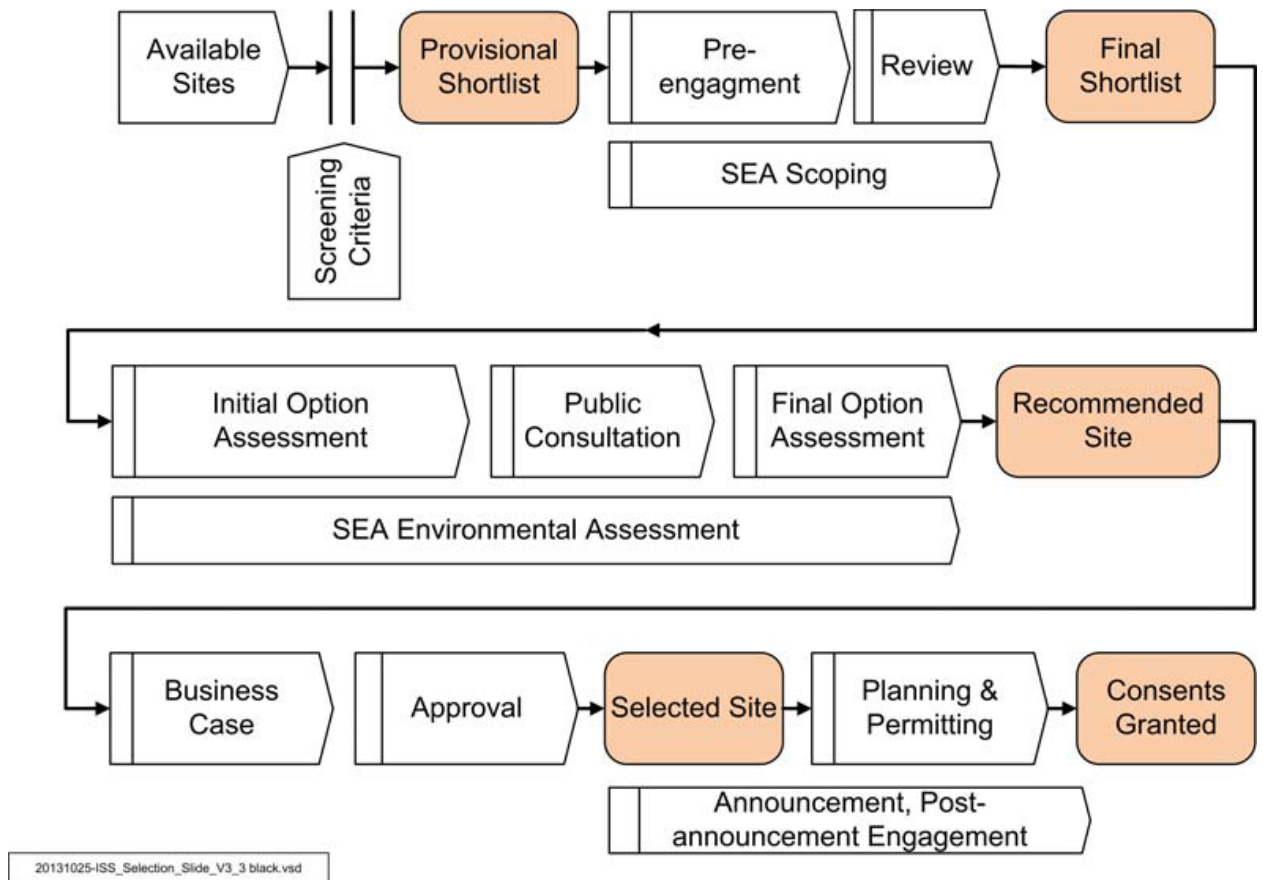 Available
Sites
Provisional
Shortlist
Pre-
engagment
Review
Final
Shortlist
Screening
Criteria
SEA Scoping
Initial Option
Assessment
Public
Consultation
Final Option
Assessment
Recommended
Site
SEA Environmental Assessment
Business
Case
Approval
Selected Site
Planning &
Permitting
Consents
Granted
Announcement, Post-
announcement Engagement
20131025-ISS_Selection_Slide_V3_3 black.vsd